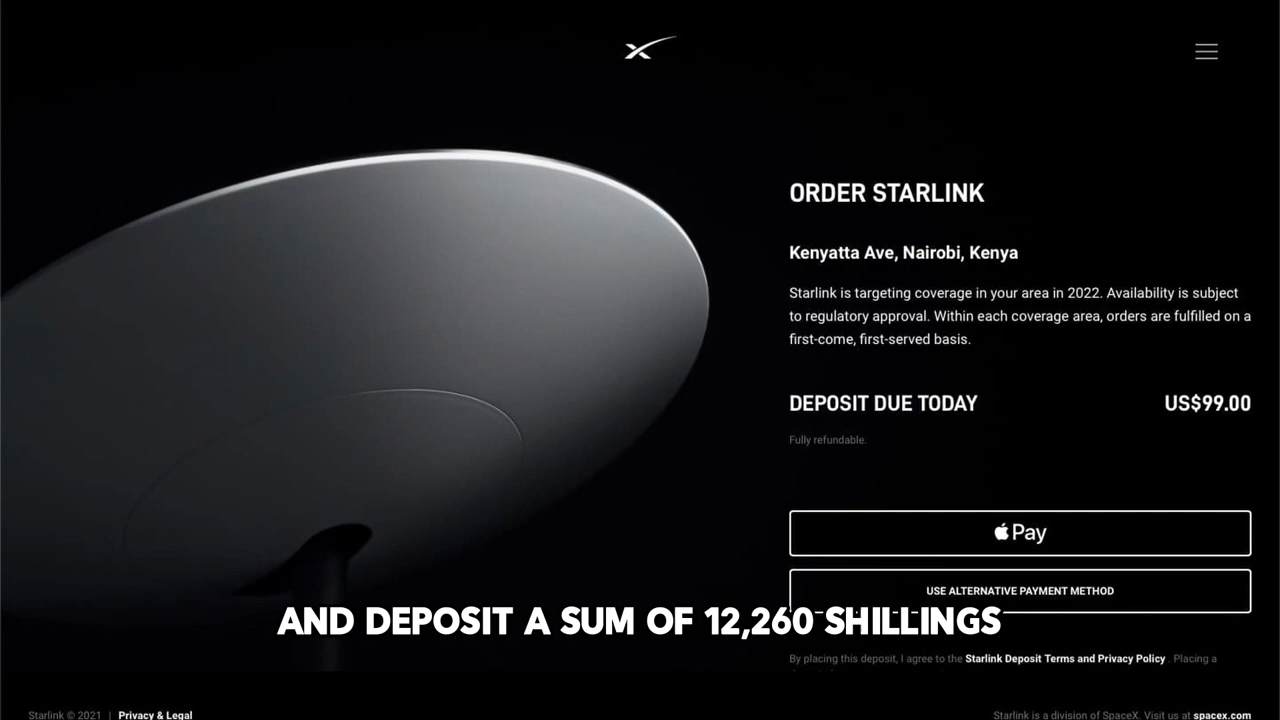 ORDER STARLINK
Kenyatta Ave, Nairobi, Kenya
Starlink is targeting coverage in your area in 2022. Availability is subject
to regulatory approval. Within each coverage area, orders are fulfilled on a
first-come, first-served basis.
DEPOSIT DUE TODAY US$99.00
Fully refundable.
Pay
USE ALTERNATIVE PAYMENT METHOD
AND DEPOSIT A SUM OF 12,260 SHILLINGS
By placing this deposit, I agree to the Starlink Deposit Terms and Privacy Policy . Placing a
Starlink © 2021 | Privacy & Legal
Starlink is a division of SpaceX. Visit us at spacex.com